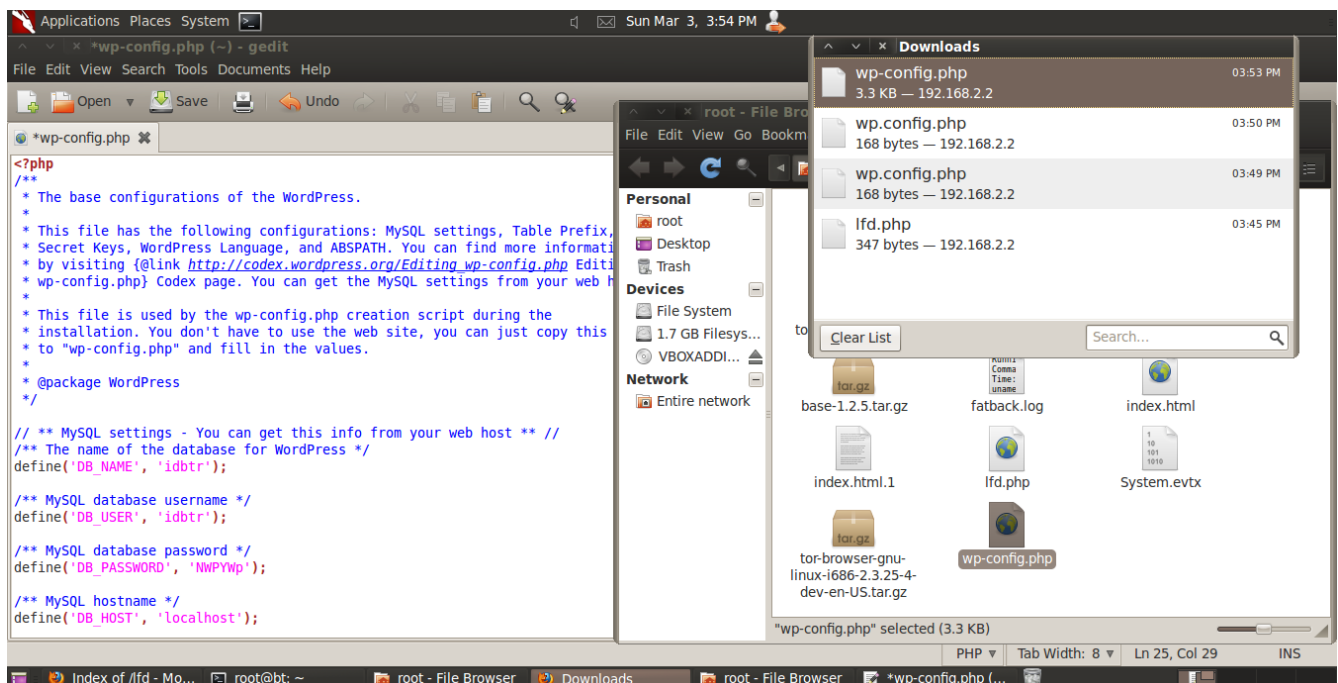 Applications Places System
Sun Mar 3, 3:54 PM
*wp-config.php (~) - gedit
File Edit View Search Tools Documents Help
Open Save Undo
*wp-config.php
<?php
/**
 * The base configurations of the WordPress.
 *
 * This file has the following configurations: MySQL settings, Table Prefix,
 * Secret Keys, WordPress Language, and ABSPATH. You can find more informati
 * by visiting {@link http://codex.wordpress.org/Editing_wp-config.php Editi
 * wp-config.php} Codex page. You can get the MySQL settings from your web h
 *
 * This file is used by the wp-config.php creation script during the
 * installation. You don't have to use the web site, you can just copy this
 * to "wp-config.php" and fill in the values.
 *
 * @package WordPress
 */
// ** MySQL settings - You can get this info from your web host ** //
/** The name of the database for WordPress */
define('DB_NAME', 'idbtr');
/** MySQL database username */
define('DB_USER', 'idbtr');
/** MySQL database password */
define('DB_PASSWORD', 'NWPYWp');
/** MySQL hostname */
define('DB_HOST', 'localhost');
root - File Bro
File Edit View Go Bookm
Personal
root
Desktop
Trash
Devices
File System
1.7 GB Filesys...
VBOXADDI...
Network
Entire network
Downloads
wp-config.php 03:53 PM
3.3 KB — 192.168.2.2
wp.config.php 03:50 PM
168 bytes — 192.168.2.2
wp.config.php 03:49 PM
168 bytes — 192.168.2.2
lfd.php 03:45 PM
347 bytes — 192.168.2.2
Clear List Search...
to
Comma
Time:
uname
tar.gz
base-1.2.5.tar.gz fatback.log index.html
1
10
101
1010
index.html.1 lfd.php System.evtx
tar.gz
tor-browser-gnu-
linux-i686-2.3.25-4-
dev-en-US.tar.gz
wp-config.php
"wp-config.php" selected (3.3 KB)
PHP Tab Width: 8 Ln 25, Col 29 INS
Index of /lfd - Mo... root@bt: ~ root - File Browser Downloads root - File Browser *wp-config.php (...